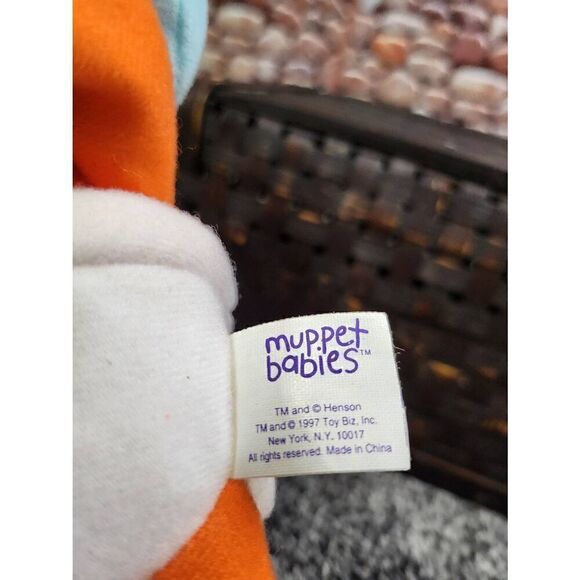 muppet
babies™
TM and © Henson
TM and © 1997 Toy Biz, Inc.
New York, N.Y. 10017
All rights reserved. Made in China